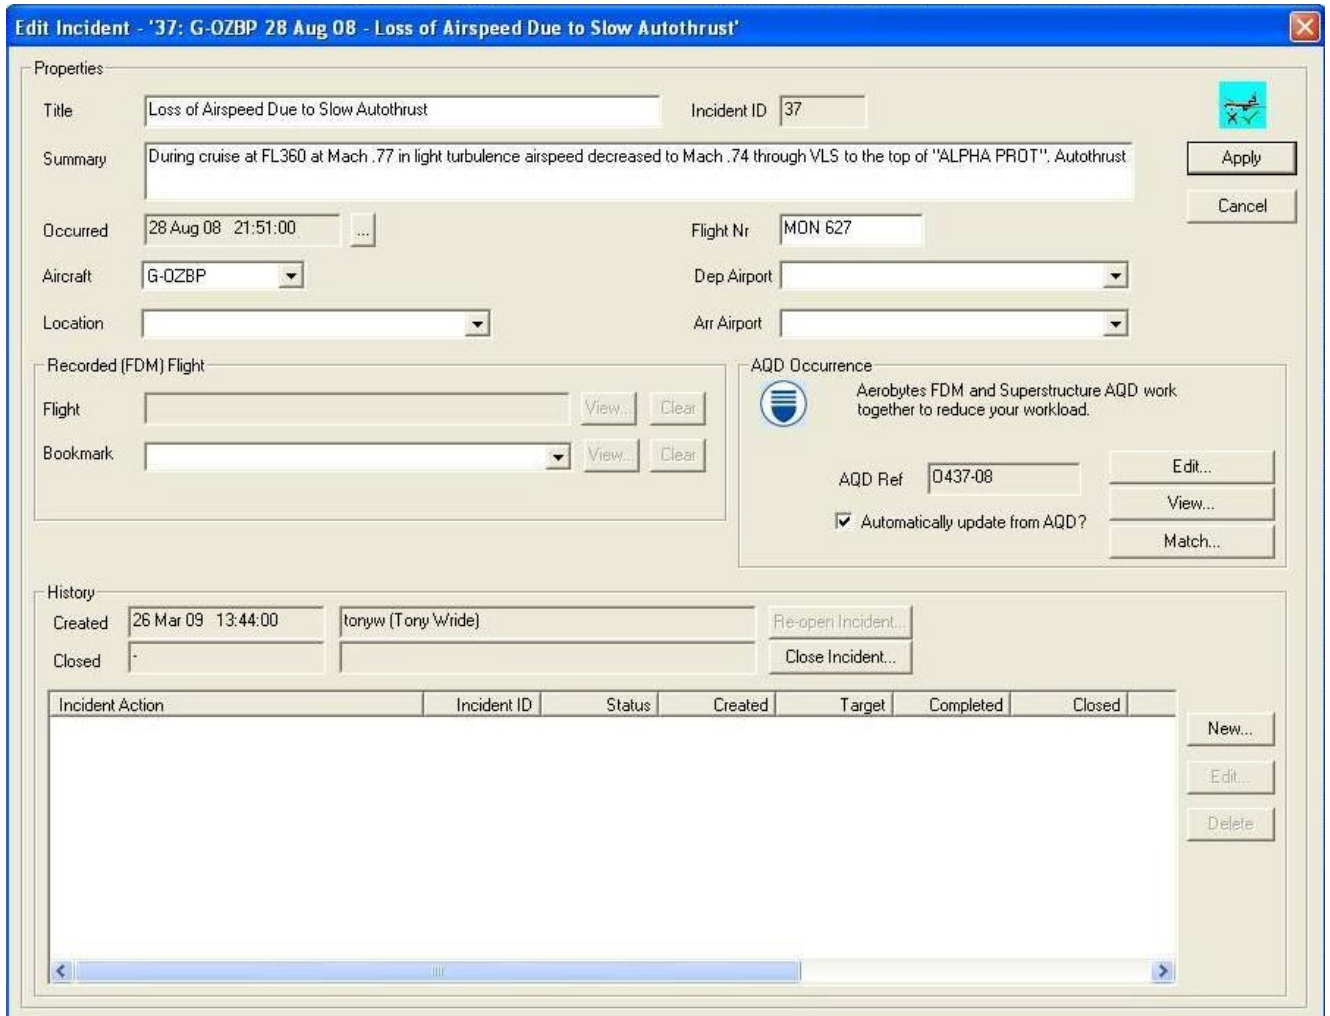 Edit Incident - '37: G-OZBP 28 Aug 08 - Loss of Airspeed Due to Slow Autothrust'
Properties
Title Loss of Airspeed Due to Slow Autothrust Incident ID 37
Summary During cruise at FL360 at Mach .77 in light turbulence airspeed decreased to Mach .74 through VLS to the top of "ALPHA PROT". Autothrust
Apply
Cancel
Occurred 28 Aug 08 21:51:00 ... Flight Nr MON 627
Aircraft G-OZBP Dep Airport
Location Arr Airport
Recorded (FDM) Flight
Flight View... Clear
Bookmark View... Clear
AQD Occurrence
Aerobytes FDM and Superstructure AQD work
together to reduce your workload.
AQD Ref O437-08
Automatically update from AQD?
Edit...
View...
Match...
History
Created 26 Mar 09 13:44:00 tonyw (Tony Wride) Re-open Incident...
Closed - Close Incident...
Incident Action Incident ID Status Created Target Completed Closed
New...
Edit...
Delete